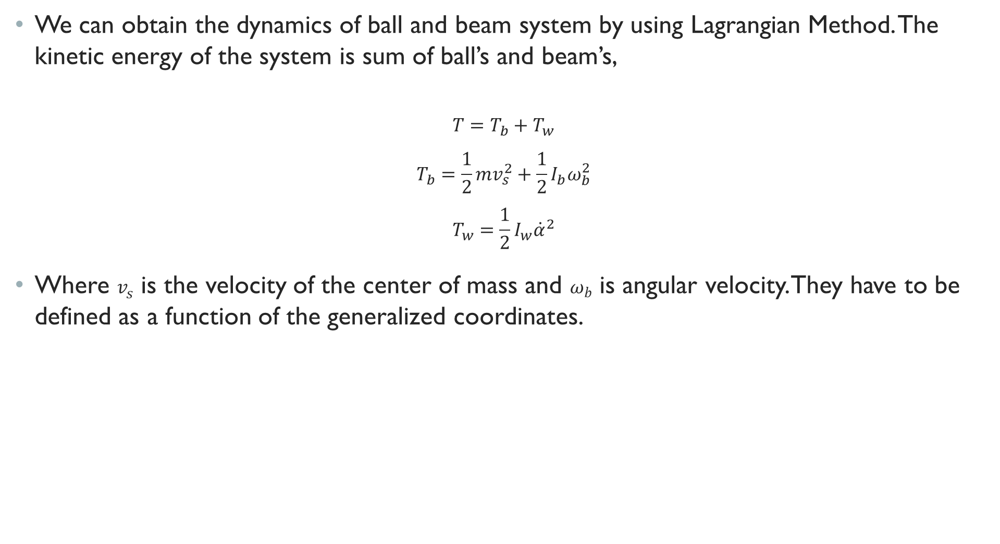 • We can obtain the dynamics of ball and beam system by using Lagrangian Method. The
kinetic energy of the system is sum of ball’s and beam’s,
T = T_b + T_w
T_b = \frac{1}{2} m v_s^2 + \frac{1}{2} I_b ω_b^2
T_w = \frac{1}{2} I_w \dot{α}^2
• Where v_s is the velocity of the center of mass and ω_b is angular velocity. They have to be
defined as a function of the generalized coordinates.